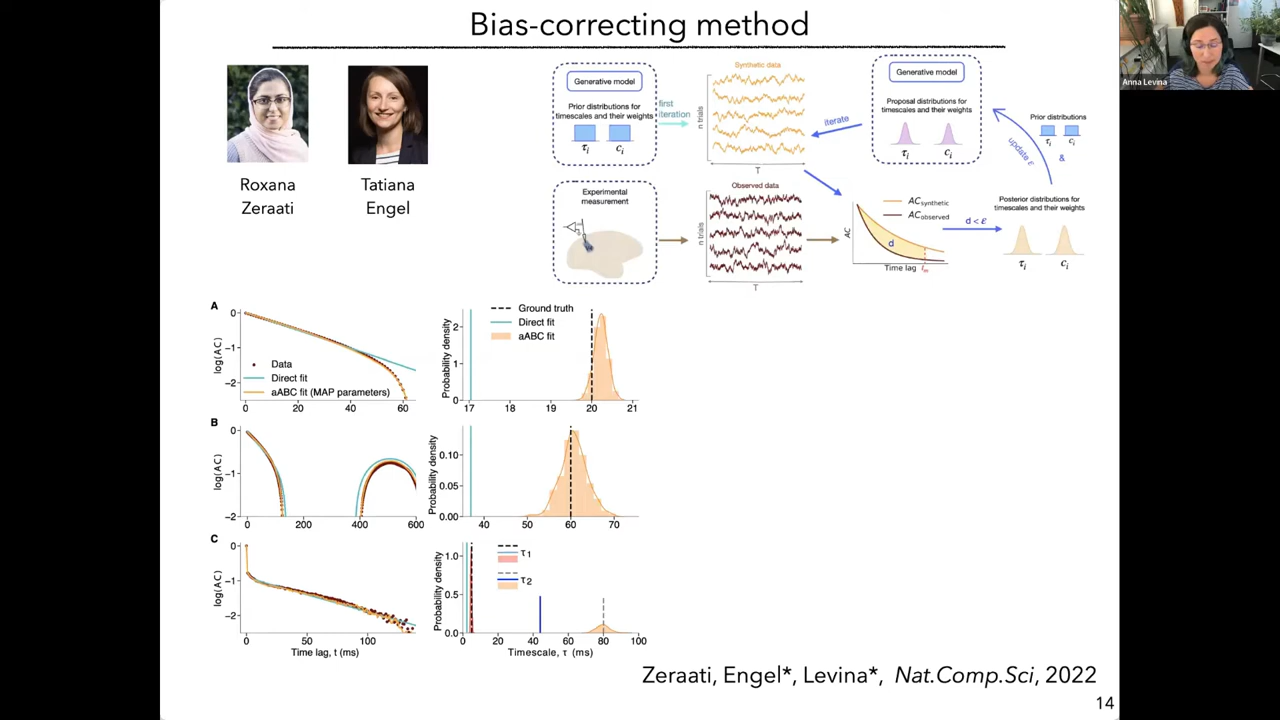 Bias-correcting method
Anna Levina
Roxana
Zeraati
Tatiana
Engel
Generative model
Prior distributions for
timescales and their weights
τi
ci
first
iteration
Synthetic data
n trials
T
iterate
Generative model
Proposal distributions for
timescales and their weights
τi
ci
Prior distributions
τi
ci
&
update ε
Experimental
measurement
Observed data
n trials
T
AC
ACsynthetic
ACobserved
d
Time lag
tm
d < ε
Posterior distributions for
timescales and their weights
τi
ci
A
log(AC)
0
-1
-2
Data
Direct fit
aABC fit (MAP parameters)
0 20 40 60
Probability density
2
1
0
Ground truth
Direct fit
aABC fit
17 18 19 20 21
B
log(AC)
0
-1
-2
0 200 400 600
Probability density
0.10
0.05
0.00
40 50 60 70
C
log(AC)
0
-1
-2
0 50 100
Time lag, t (ms)
Probability density
1.0
0.5
0.0
τ1
τ2
0 20 40 60 80 100
Timescale, τ (ms)
Zeraati, Engel*, Levina*, Nat.Comp.Sci, 2022
14